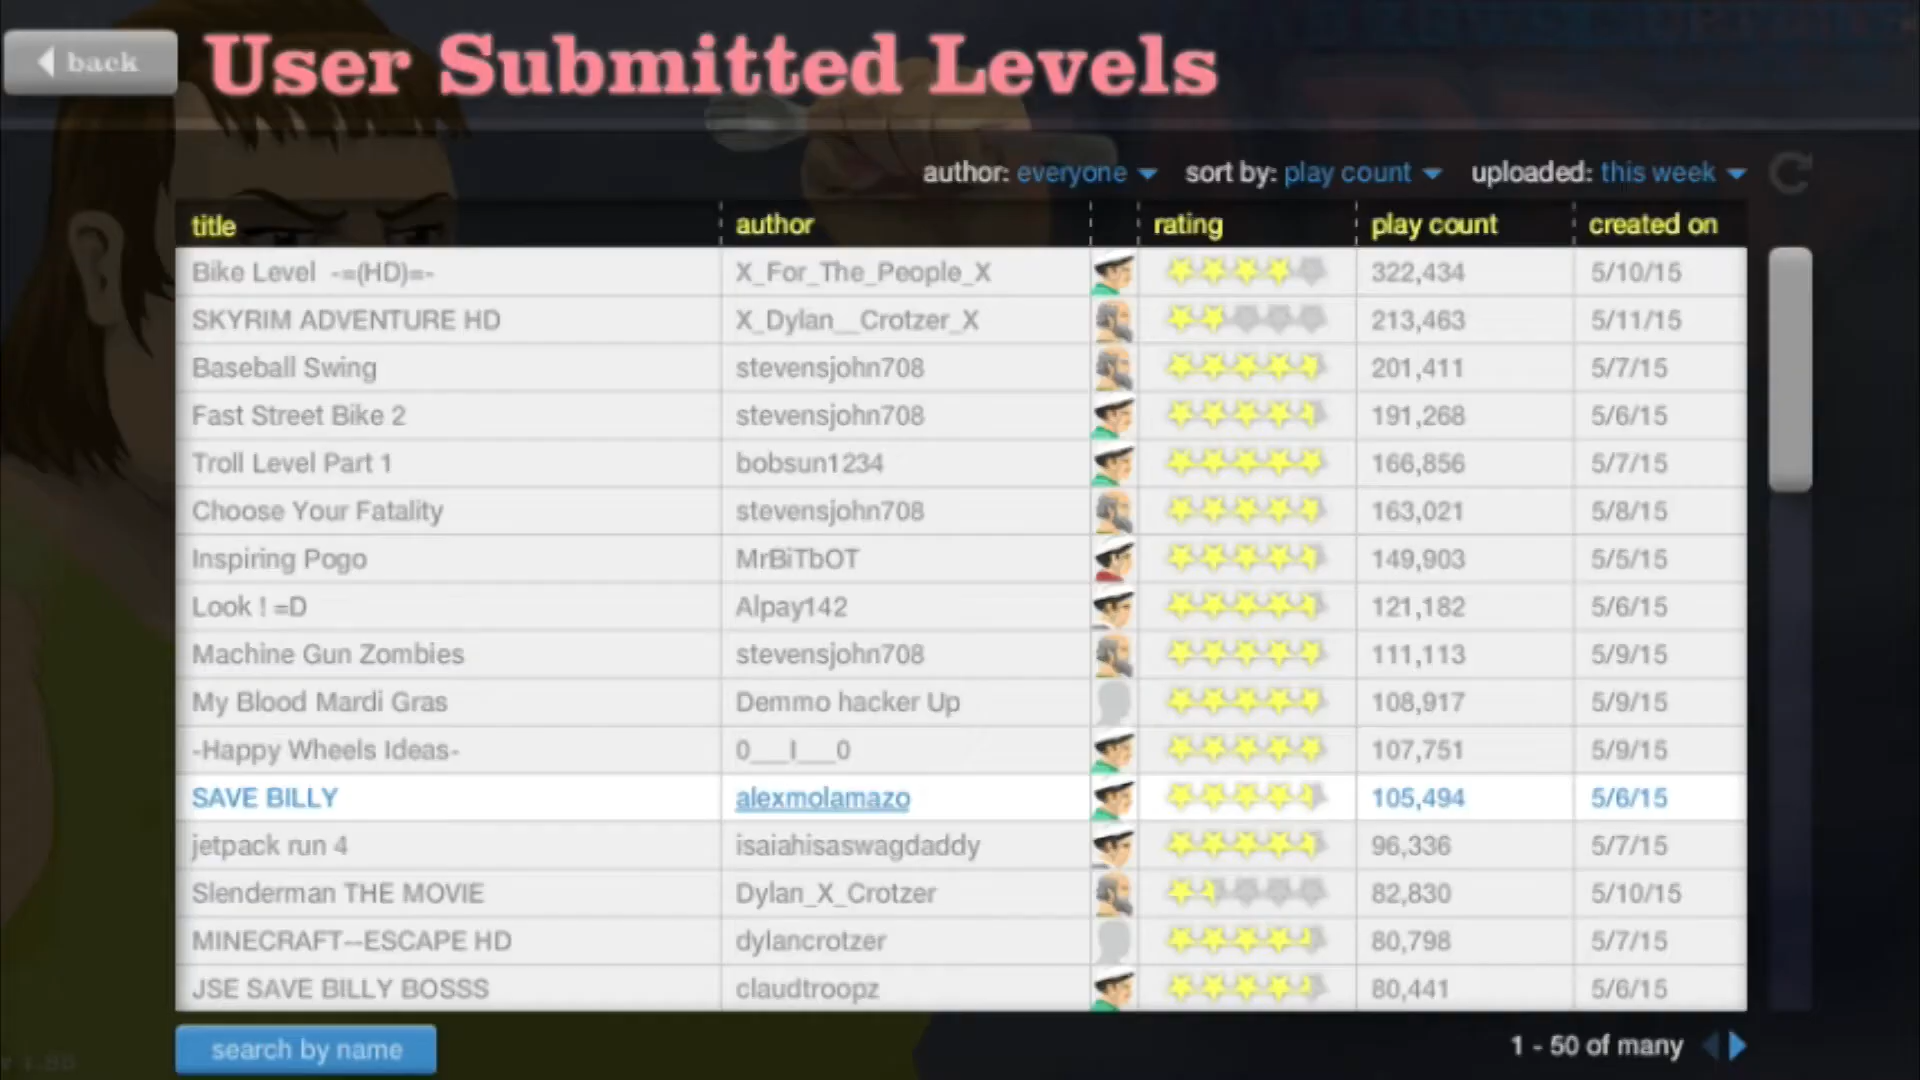 back
User Submitted Levels
author: everyone sort by: play count uploaded: this week
title author rating play count created on
Bike Level -=(HD)=- X_For_The_People_X 322,434 5/10/15
SKYRIM ADVENTURE HD X_Dylan__Crotzer_X 213,463 5/11/15
Baseball Swing stevensjohn708 201,411 5/7/15
Fast Street Bike 2 stevensjohn708 191,268 5/6/15
Troll Level Part 1 bobsun1234 166,856 5/7/15
Choose Your Fatality stevensjohn708 163,021 5/8/15
Inspiring Pogo MrBiTbOT 149,903 5/5/15
Look ! =D Alpay142 121,182 5/6/15
Machine Gun Zombies stevensjohn708 111,113 5/9/15
My Blood Mardi Gras Demmo hacker Up 108,917 5/9/15
-Happy Wheels Ideas- 0___I___0 107,751 5/9/15
SAVE BILLY alexmolamazo 105,494 5/6/15
jetpack run 4 isaiahisaswagdaddy 96,336 5/7/15
Slenderman THE MOVIE Dylan_X_Crotzer 82,830 5/10/15
MINECRAFT--ESCAPE HD dylancrotzer 80,798 5/7/15
JSE SAVE BILLY BOSSS claudtroopz 80,441 5/6/15
search by name
1 - 50 of many